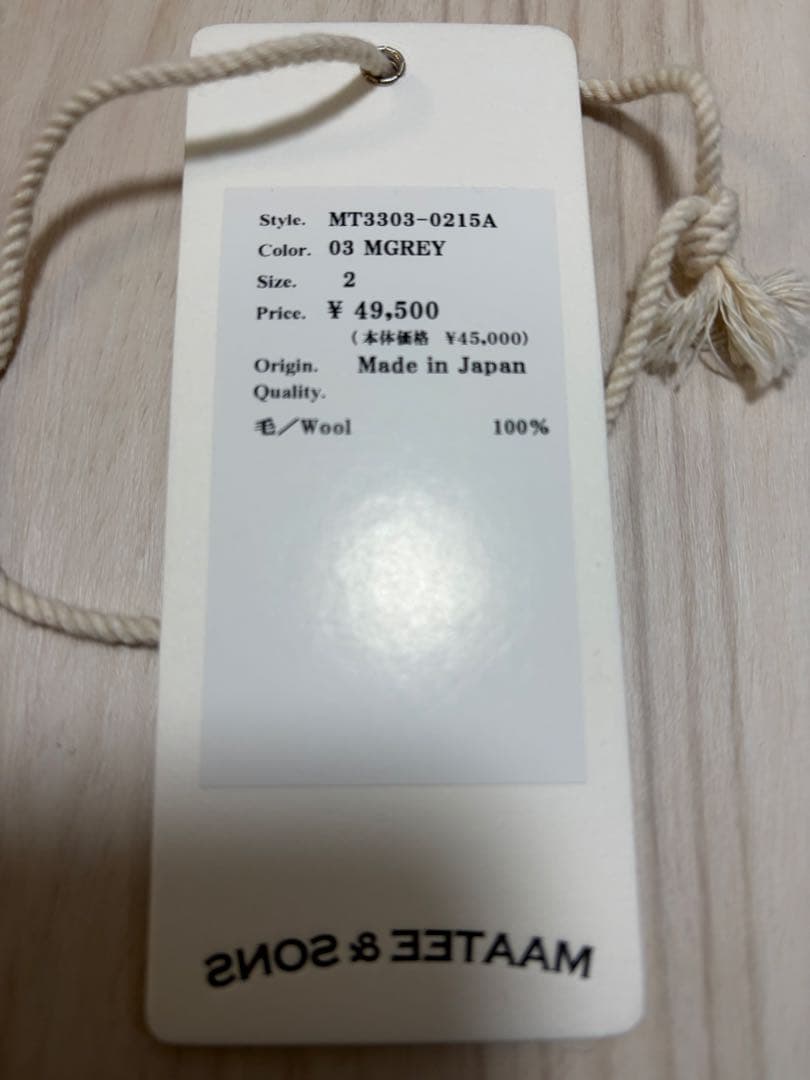 Style. MT3303-0215A
Color. 03 MGREY
Size. 2
Price. ¥ 49,500
(本体価格 ¥45,000)
Origin. Made in Japan
Quality.
毛/Wool 100%
MAATEE & SONS